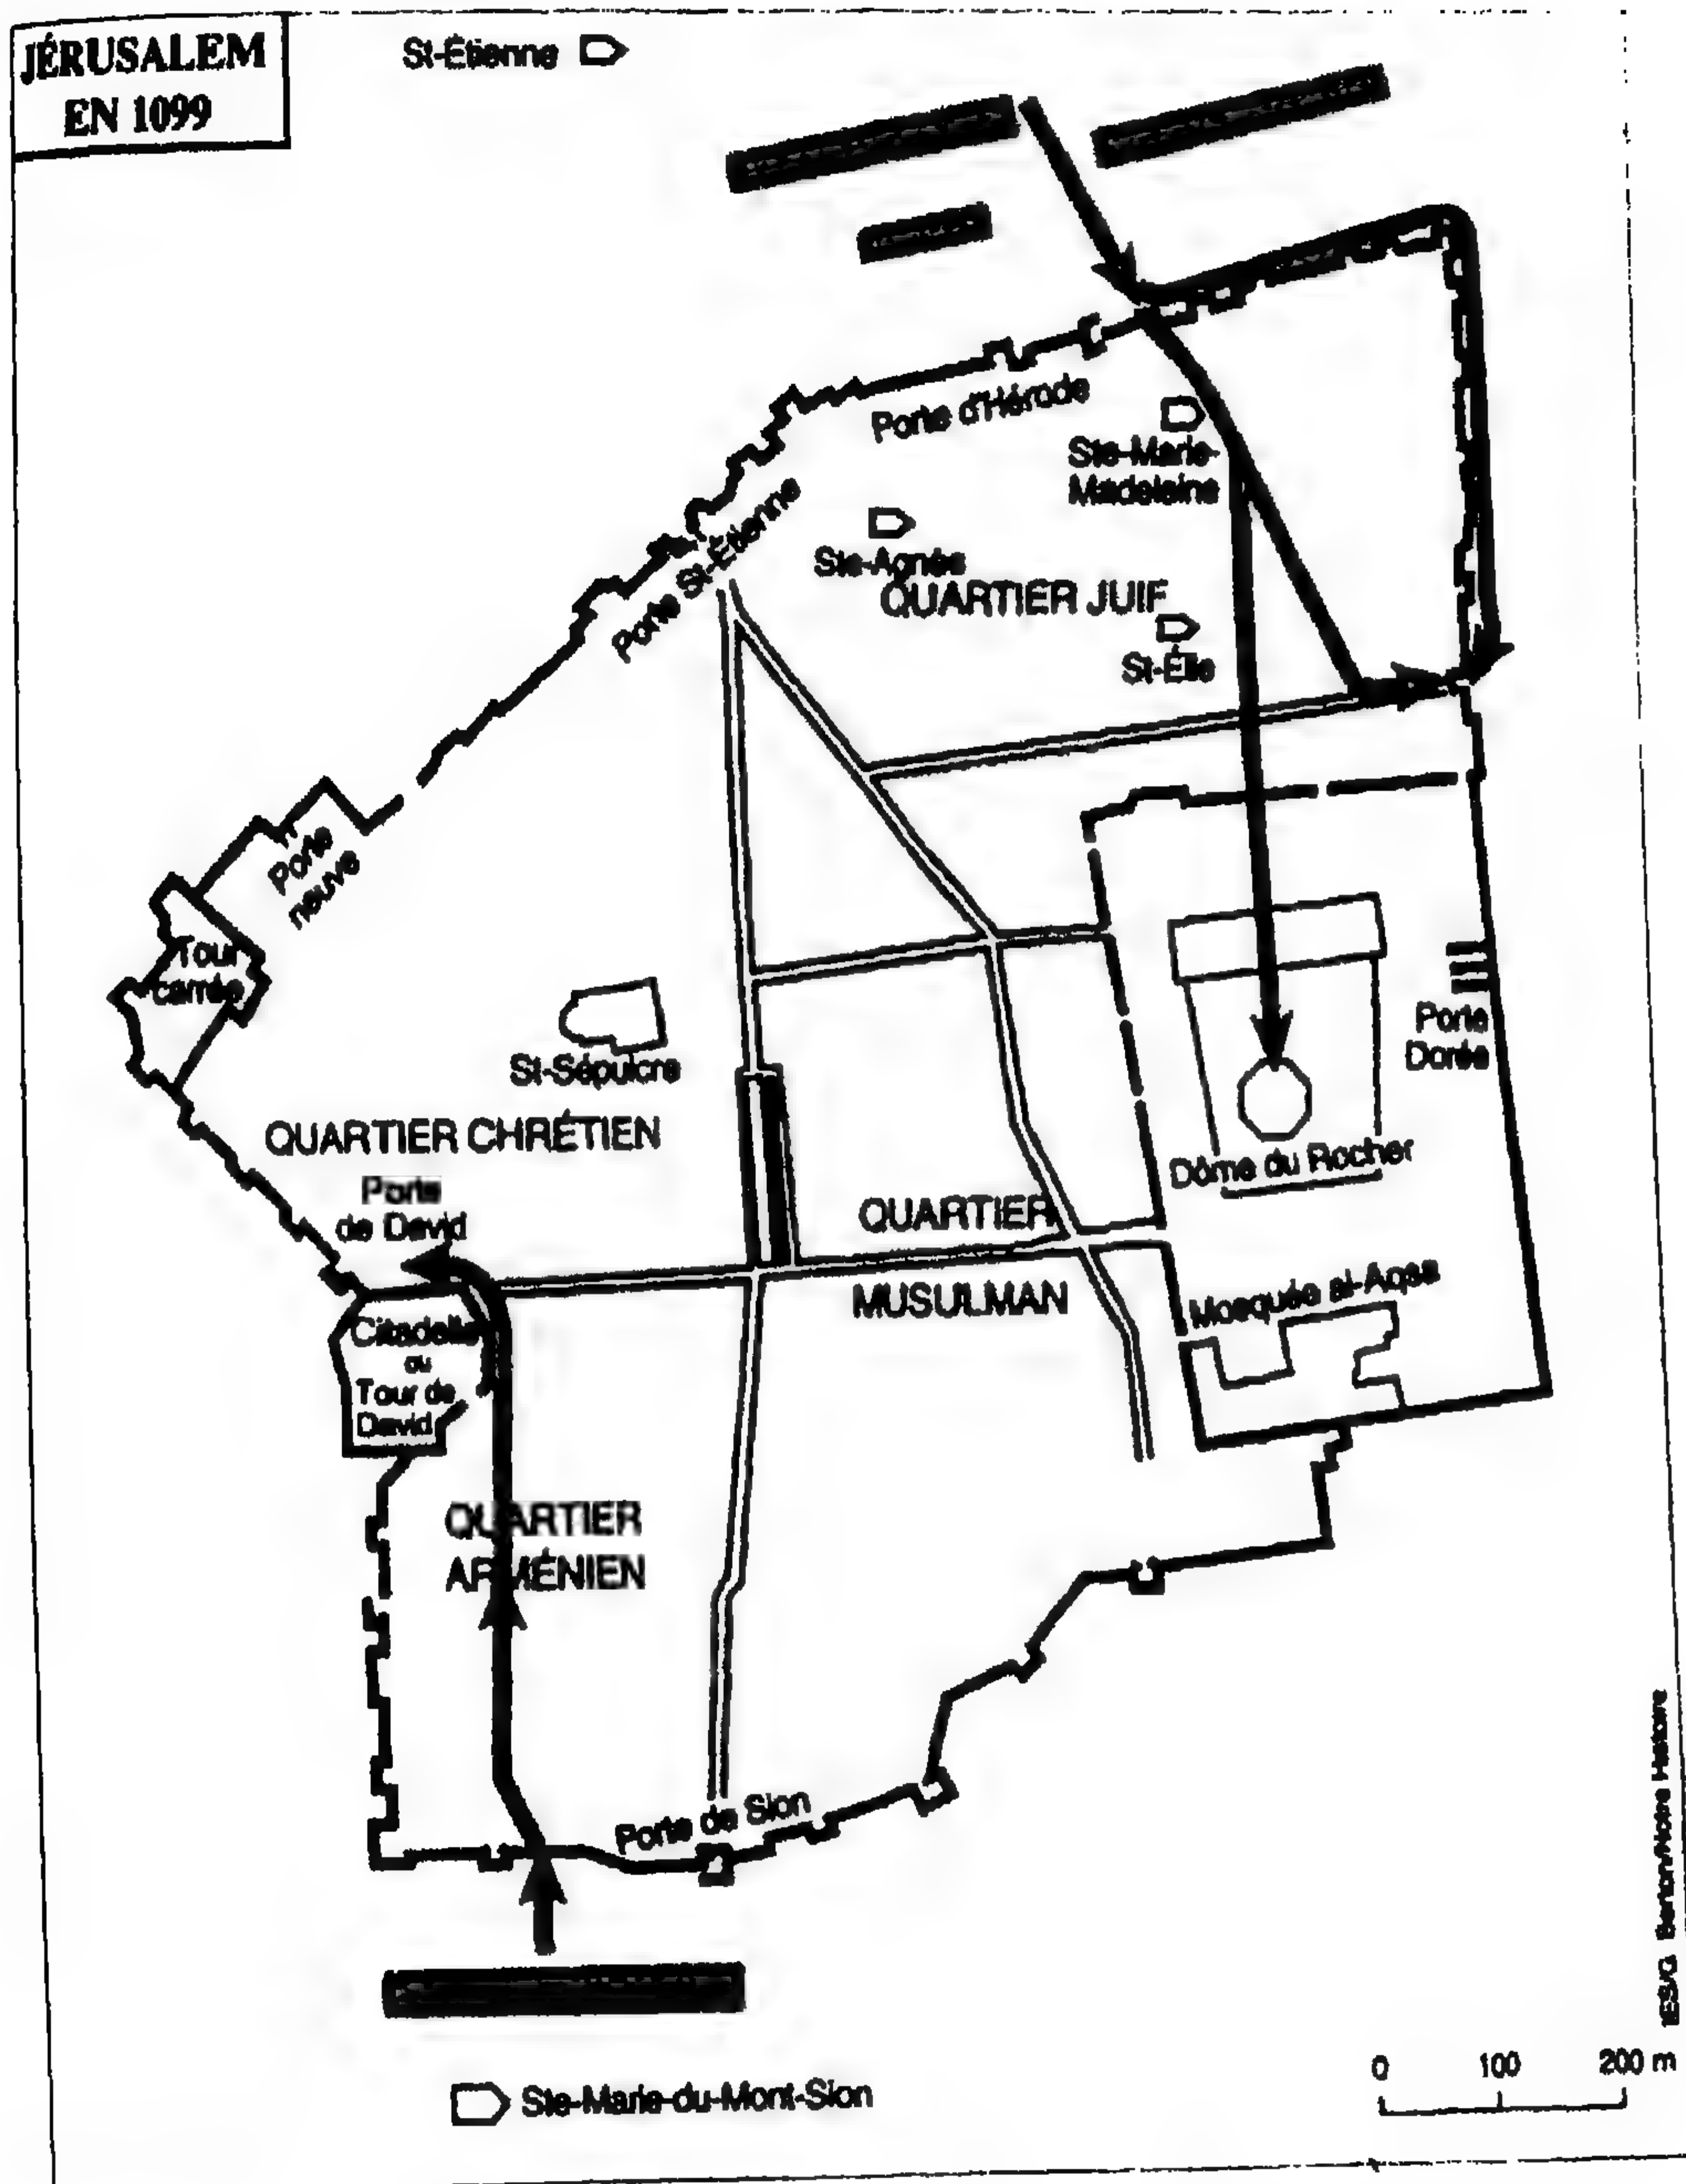 JÉRUSALEM
EN 1099
St-Étienne
Porte d'Hérode
Ste-Marie-
Madeleine
Porte St-Étienne
Ste-Agnès
QUARTIER JUIF
St-Élie
Porte
neuve
Tour
carrée
St-Sépulcre
Porte
Dorée
QUARTIER CHRÉTIEN
Dôme du Rocher
Porte
de David
QUARTIER
MUSULMAN
Mosquée al-Aqsa
Citadelle
ou
Tour de
David
QUARTIER
ARMÉNIEN
Porte de Sion
Ste-Marie-du-Mont-Sion
0 100 200 m
Notre Histoire